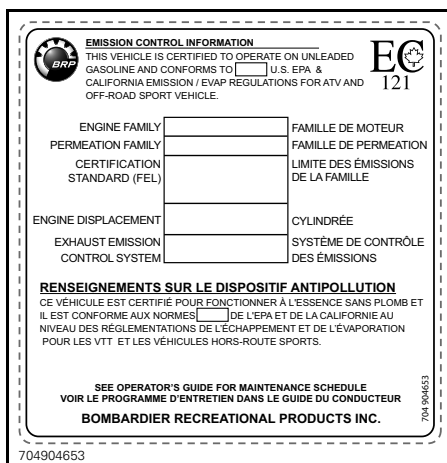 BRP
EMISSION CONTROL INFORMATION
THIS VEHICLE IS CERTIFIED TO OPERATE ON UNLEADED
GASOLINE AND CONFORMS TO U.S. EPA &
CALIFORNIA EMISSION / EVAP REGULATIONS FOR ATV AND
OFF-ROAD SPORT VEHICLE.
EC
121
ENGINE FAMILY FAMILLE DE MOTEUR
PERMEATION FAMILY FAMILLE DE PERMEATION
CERTIFICATION LIMITE DES ÉMISSIONS
STANDARD (FEL) DE LA FAMILLE
ENGINE DISPLACEMENT CYLINDRÉE
EXHAUST EMISSION SYSTÈME DE CONTRÔLE
CONTROL SYSTEM DES ÉMISSIONS
RENSEIGNEMENTS SUR LE DISPOSITIF ANTIPOLLUTION
CE VÉHICULE EST CERTIFIÉ POUR FONCTIONNER À L'ESSENCE SANS PLOMB ET
IL EST CONFORME AUX NORMES DE L'EPA ET DE LA CALIFORNIE AU
NIVEAU DES RÉGLEMENTATIONS DE L'ÉCHAPPEMENT ET DE L'ÉVAPORATION
POUR LES VTT ET LES VÉHICULES HORS-ROUTE SPORTS.
SEE OPERATOR'S GUIDE FOR MAINTENANCE SCHEDULE
VOIR LE PROGRAMME D'ENTRETIEN DANS LE GUIDE DU CONDUCTEUR
BOMBARDIER RECREATIONAL PRODUCTS INC.
704 904653
704904653